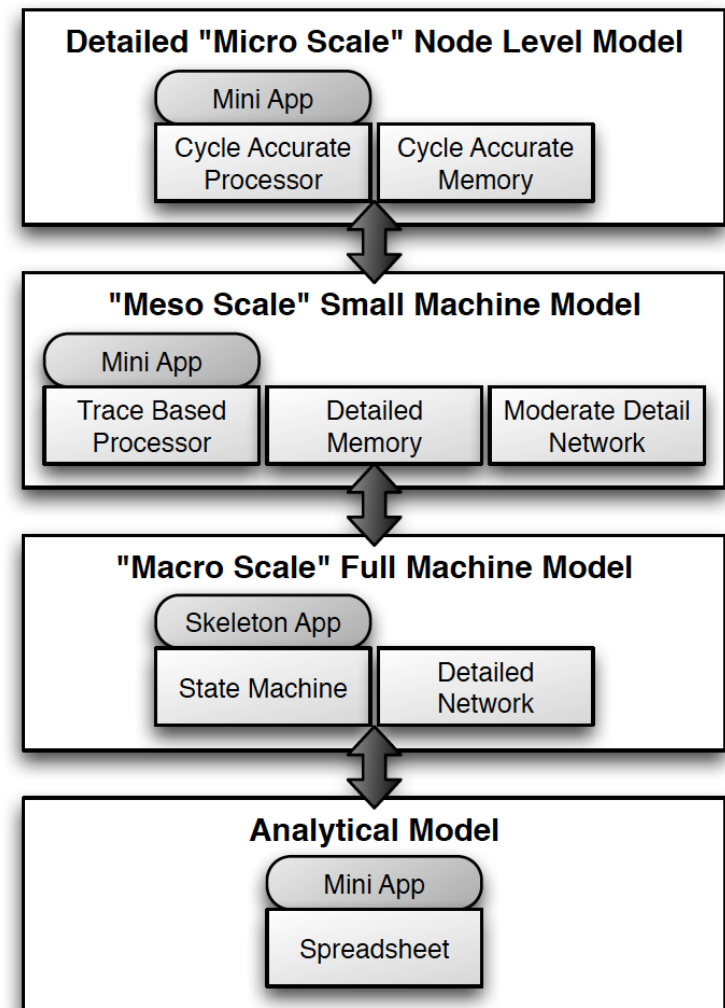 Detailed "Micro Scale" Node Level Model
Mini App
Cycle Accurate
Processor
Cycle Accurate
Memory
"Meso Scale" Small Machine Model
Mini App
Trace Based
Processor
Detailed
Memory
Moderate Detail
Network
"Macro Scale" Full Machine Model
Skeleton App
State Machine
Detailed
Network
Analytical Model
Mini App
Spreadsheet